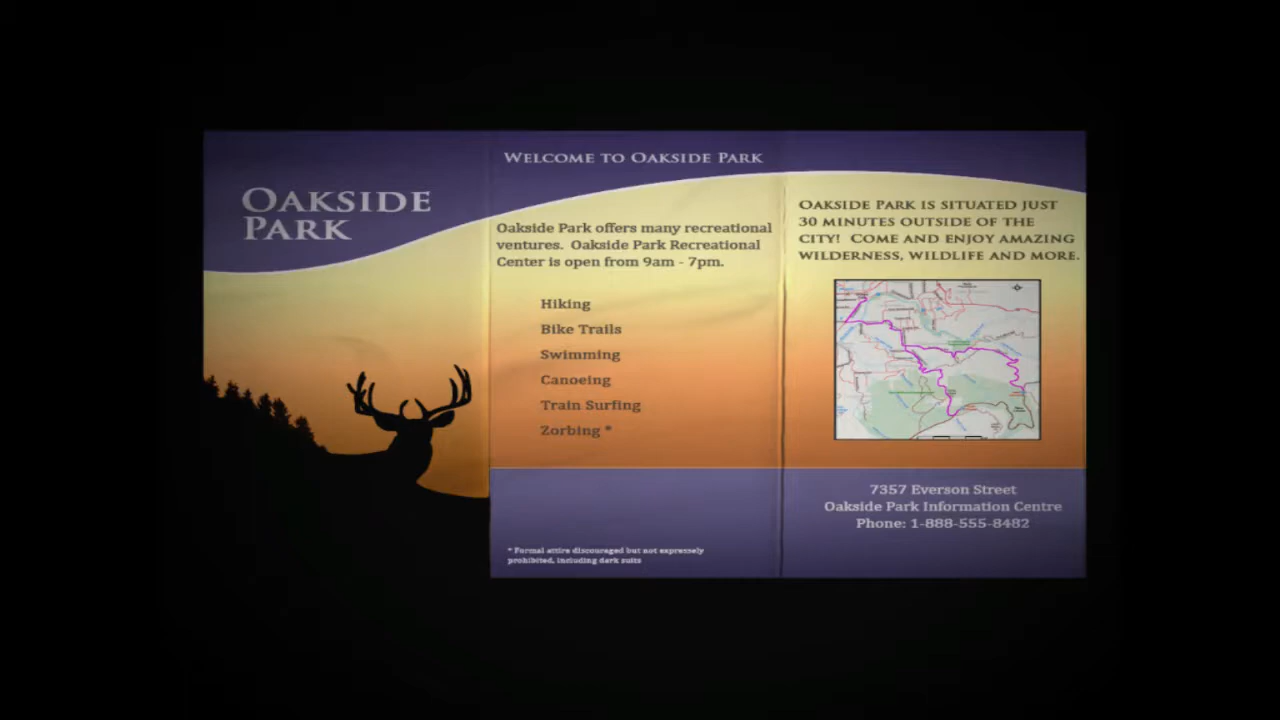 OAKSIDE
PARK
WELCOME TO OAKSIDE PARK
Oakside Park offers many recreational
ventures. Oakside Park Recreational
Center is open from 9am - 7pm.
Hiking
Bike Trails
Swimming
Canoeing
Train Surfing
Zorbing *
* Formal attire discouraged but not expressely
prohibited, including dark suits
OAKSIDE PARK IS SITUATED JUST
30 MINUTES OUTSIDE OF THE
CITY! COME AND ENJOY AMAZING
WILDERNESS, WILDLIFE AND MORE.
7357 Everson Street
Oakside Park Information Centre
Phone: 1-888-555-8482